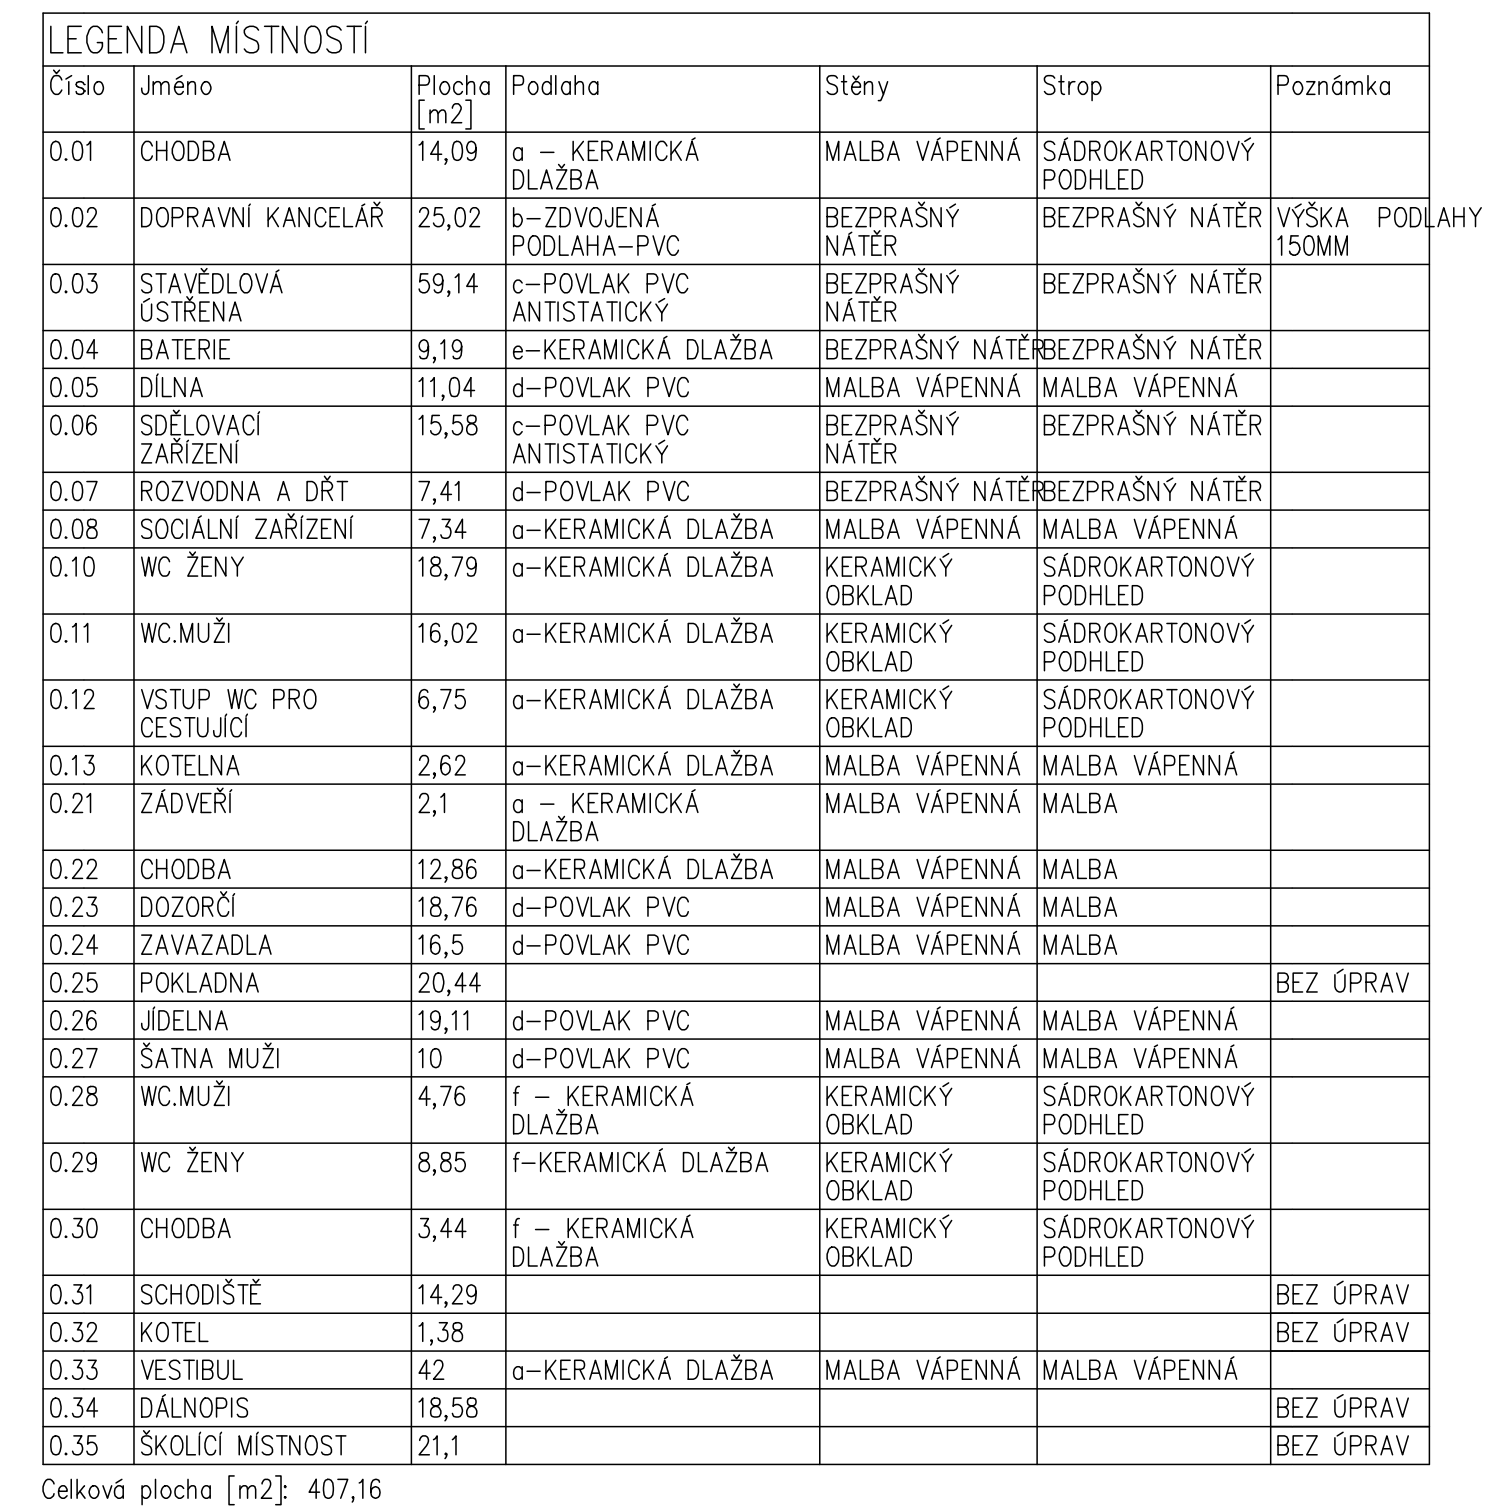 LEGENDA MÍSTNOSTÍ
Číslo Jméno Plocha [m2] Podlaha Stěny Strop Poznámka
0.01 CHODBA 14,09 a – KERAMICKÁ DLAŽBA MALBA VÁPENNÁ SÁDROKARTONOVÝ PODHLED
0.02 DOPRAVNÍ KANCELÁŘ 25,02 b–ZDVOJENÁ PODLAHA–PVC BEZPRAŠNÝ NÁTĚR BEZPRAŠNÝ NÁTĚR VÝŠKA PODLAHY 150MM
0.03 STAVĚDLOVÁ ÚSTŘENA 59,14 c–POVLAK PVC ANTISTATICKÝ BEZPRAŠNÝ NÁTĚR BEZPRAŠNÝ NÁTĚR
0.04 BATERIE 9,19 e–KERAMICKÁ DLAŽBA BEZPRAŠNÝ NÁTĚR BEZPRAŠNÝ NÁTĚR
0.05 DÍLNA 11,04 d–POVLAK PVC MALBA VÁPENNÁ MALBA VÁPENNÁ
0.06 SDĚLOVACÍ ZAŘÍZENÍ 15,58 c–POVLAK PVC ANTISTATICKÝ BEZPRAŠNÝ NÁTĚR BEZPRAŠNÝ NÁTĚR
0.07 ROZVODNA A DŘT 7,41 d–POVLAK PVC BEZPRAŠNÝ NÁTĚR BEZPRAŠNÝ NÁTĚR
0.08 SOCIÁLNÍ ZAŘÍZENÍ 7,34 a–KERAMICKÁ DLAŽBA MALBA VÁPENNÁ MALBA VÁPENNÁ
0.10 WC ŽENY 18,79 a–KERAMICKÁ DLAŽBA KERAMICKÝ OBKLAD SÁDROKARTONOVÝ PODHLED
0.11 WC.MUŽI 16,02 a–KERAMICKÁ DLAŽBA KERAMICKÝ OBKLAD SÁDROKARTONOVÝ PODHLED
0.12 VSTUP WC PRO CESTUJÍCÍ 6,75 a–KERAMICKÁ DLAŽBA KERAMICKÝ OBKLAD SÁDROKARTONOVÝ PODHLED
0.13 KOTELNA 2,62 a–KERAMICKÁ DLAŽBA MALBA VÁPENNÁ MALBA VÁPENNÁ
0.21 ZÁDVEŘÍ 2,1 a – KERAMICKÁ DLAŽBA MALBA VÁPENNÁ MALBA
0.22 CHODBA 12,86 a–KERAMICKÁ DLAŽBA MALBA VÁPENNÁ MALBA
0.23 DOZORČÍ 18,76 d–POVLAK PVC MALBA VÁPENNÁ MALBA
0.24 ZAVAZADLA 16,5 d–POVLAK PVC MALBA VÁPENNÁ MALBA
0.25 POKLADNA 20,44 BEZ ÚPRAV
0.26 JÍDELNA 19,11 d–POVLAK PVC MALBA VÁPENNÁ MALBA VÁPENNÁ
0.27 ŠATNA MUŽI 10 d–POVLAK PVC MALBA VÁPENNÁ MALBA VÁPENNÁ
0.28 WC.MUŽI 4,76 f – KERAMICKÁ DLAŽBA KERAMICKÝ OBKLAD SÁDROKARTONOVÝ PODHLED
0.29 WC ŽENY 8,85 f–KERAMICKÁ DLAŽBA KERAMICKÝ OBKLAD SÁDROKARTONOVÝ PODHLED
0.30 CHODBA 3,44 f – KERAMICKÁ DLAŽBA KERAMICKÝ OBKLAD SÁDROKARTONOVÝ PODHLED
0.31 SCHODIŠTĚ 14,29 BEZ ÚPRAV
0.32 KOTEL 1,38 BEZ ÚPRAV
0.33 VESTIBUL 42 a–KERAMICKÁ DLAŽBA MALBA VÁPENNÁ MALBA VÁPENNÁ
0.34 DÁLNOPIS 18,58 BEZ ÚPRAV
0.35 ŠKOLÍCÍ MÍSTNOST 21,1 BEZ ÚPRAV
Celková plocha [m2]: 407,16